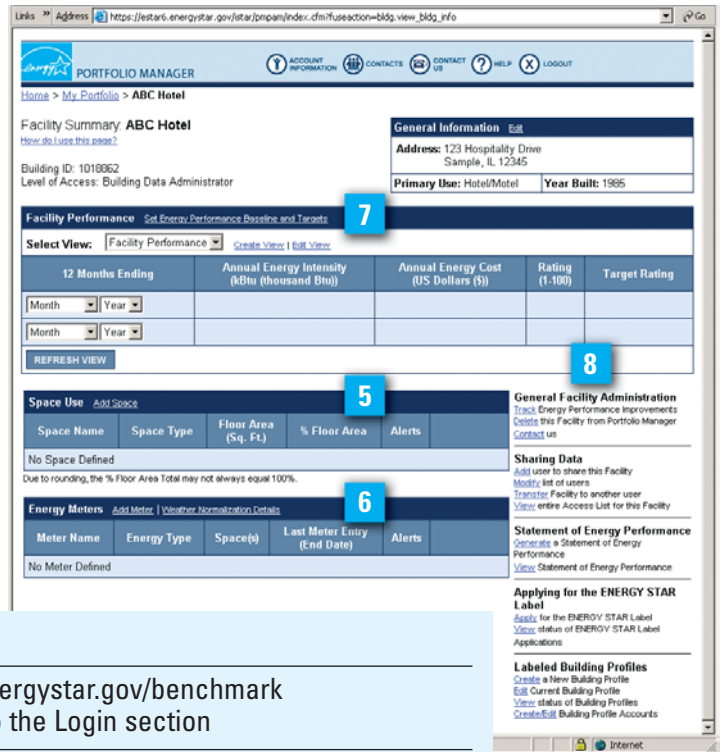 Links » Address https://estar6.energystar.gov/istar/pmpam/index.cfm?fuseaction=bldg.view_bldg_info Go
energy PORTFOLIO MANAGER
ACCOUNT INFORMATION CONTACTS CONTACT US ? HELP X LOGOUT
Home > My Portfolio > ABC Hotel
Facility Summary: ABC Hotel
How do I use this page?
Building ID: 1018862
Level of Access: Building Data Administrator
General Information Edit
Address: 123 Hospitality Drive
Sample, IL 12345
Primary Use: Hotel/Motel Year Built: 1985
7
Facility Performance Set Energy Performance Baseline and Targets
Select View: Facility Performance Create View | Edit View
12 Months Ending Annual Energy Intensity (kBtu (thousand Btu)) Annual Energy Cost (US Dollars ($)) Rating (1-100) Target Rating
Month Year
Month Year
REFRESH VIEW
5
Space Use Add Space
Space Name Space Type Floor Area (Sq. Ft.) % Floor Area Alerts
No Space Defined
Due to rounding, the % Floor Area Total may not always equal 100%.
6
Energy Meters Add Meter | Weather Normalization Details
Meter Name Energy Type Space(s) Last Meter Entry (End Date) Alerts
No Meter Defined
8
General Facility Administration
Track Energy Performance Improvements
Delete this Facility from Portfolio Manager
Contact us
Sharing Data
Add user to share this Facility
Modify list of users
Transfer Facility to another user
View entire Access List for this Facility
Statement of Energy Performance
Generate a Statement of Energy
Performance
View Statement of Energy Performance
Applying for the ENERGY STAR
Label
Apply for the ENERGY STAR Label
View status of ENERGY STAR Label
Applications
Labeled Building Profiles
Create a New Building Profile
Edit Current Building Profile
View status of Building Profiles
Create/Edit Building Profile Accounts
ergystar.gov/benchmark
the Login section
Internet